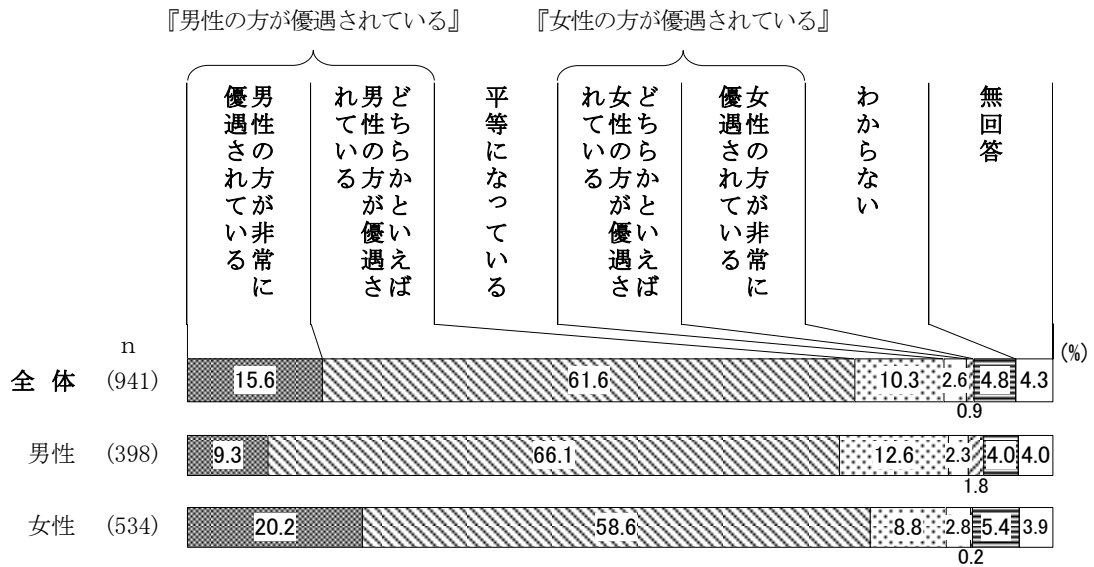 『男性の方が優遇されている』
『女性の方が優遇されている』
男性の方が非常に
優遇されている
どちらかといえば
男性の方が優遇さ
れている
平等になっている
どちらかといえば
女性の方が優遇さ
れている
女性の方が非常に
優遇されている
わからない
無回答
n
(%)
全 体 (941) 15.6 61.6 10.3 2.6 4.8 4.3
0.9
男性 (398) 9.3 66.1 12.6 2.3 4.0 4.0
1.8
女性 (534) 20.2 58.6 8.8 2.8 5.4 3.9
0.2